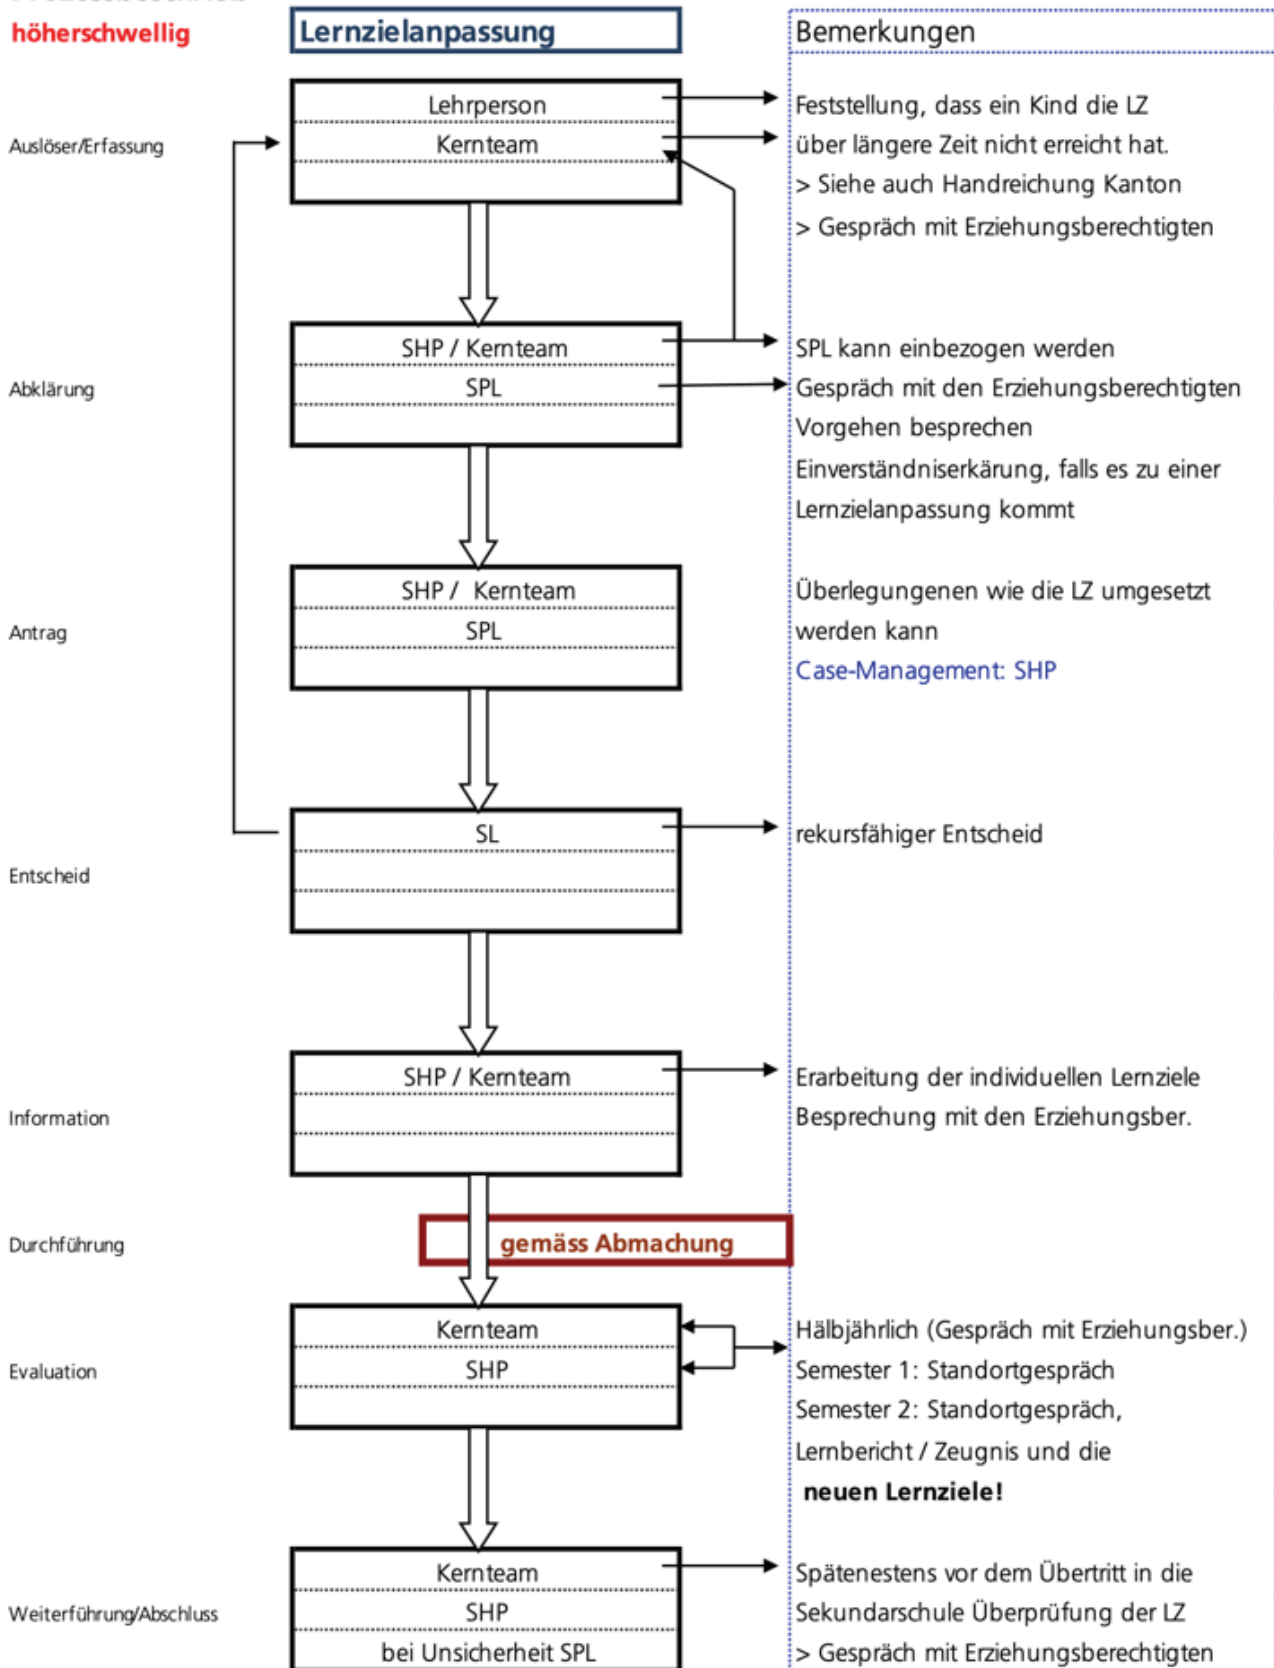 höherschwellig
Lernzielanpassung
Bemerkungen
Auslöser/Erfassung
Lehrperson
Kernteam
Feststellung, dass ein Kind die LZ
über längere Zeit nicht erreicht hat.
> Siehe auch Handreichung Kanton
> Gespräch mit Erziehungsberechtigten
Abklärung
SHP / Kernteam
SPL
SPL kann einbezogen werden
Gespräch mit den Erziehungsberechtigten
Vorgehen besprechen
Einverständniserkärung, falls es zu einer
Lernzielanpassung kommt
Antrag
SHP / Kernteam
SPL
Überlegungenen wie die LZ umgesetzt
werden kann
Case-Management: SHP
Entscheid
SL
rekursfähiger Entscheid
Information
SHP / Kernteam
Erarbeitung der individuellen Lernziele
Besprechung mit den Erziehungsber.
Durchführung
gemäss Abmachung
Evaluation
Kernteam
SHP
Hälbjährlich (Gespräch mit Erziehungsber.)
Semester 1: Standortgespräch
Semester 2: Standortgespräch,
Lernbericht / Zeugnis und die
neuen Lernziele!
Weiterführung/Abschluss
Kernteam
SHP
bei Unsicherheit SPL
Spätenestens vor dem Übertritt in die
Sekundarschule Überprüfung der LZ
> Gespräch mit Erziehungsberechtigten